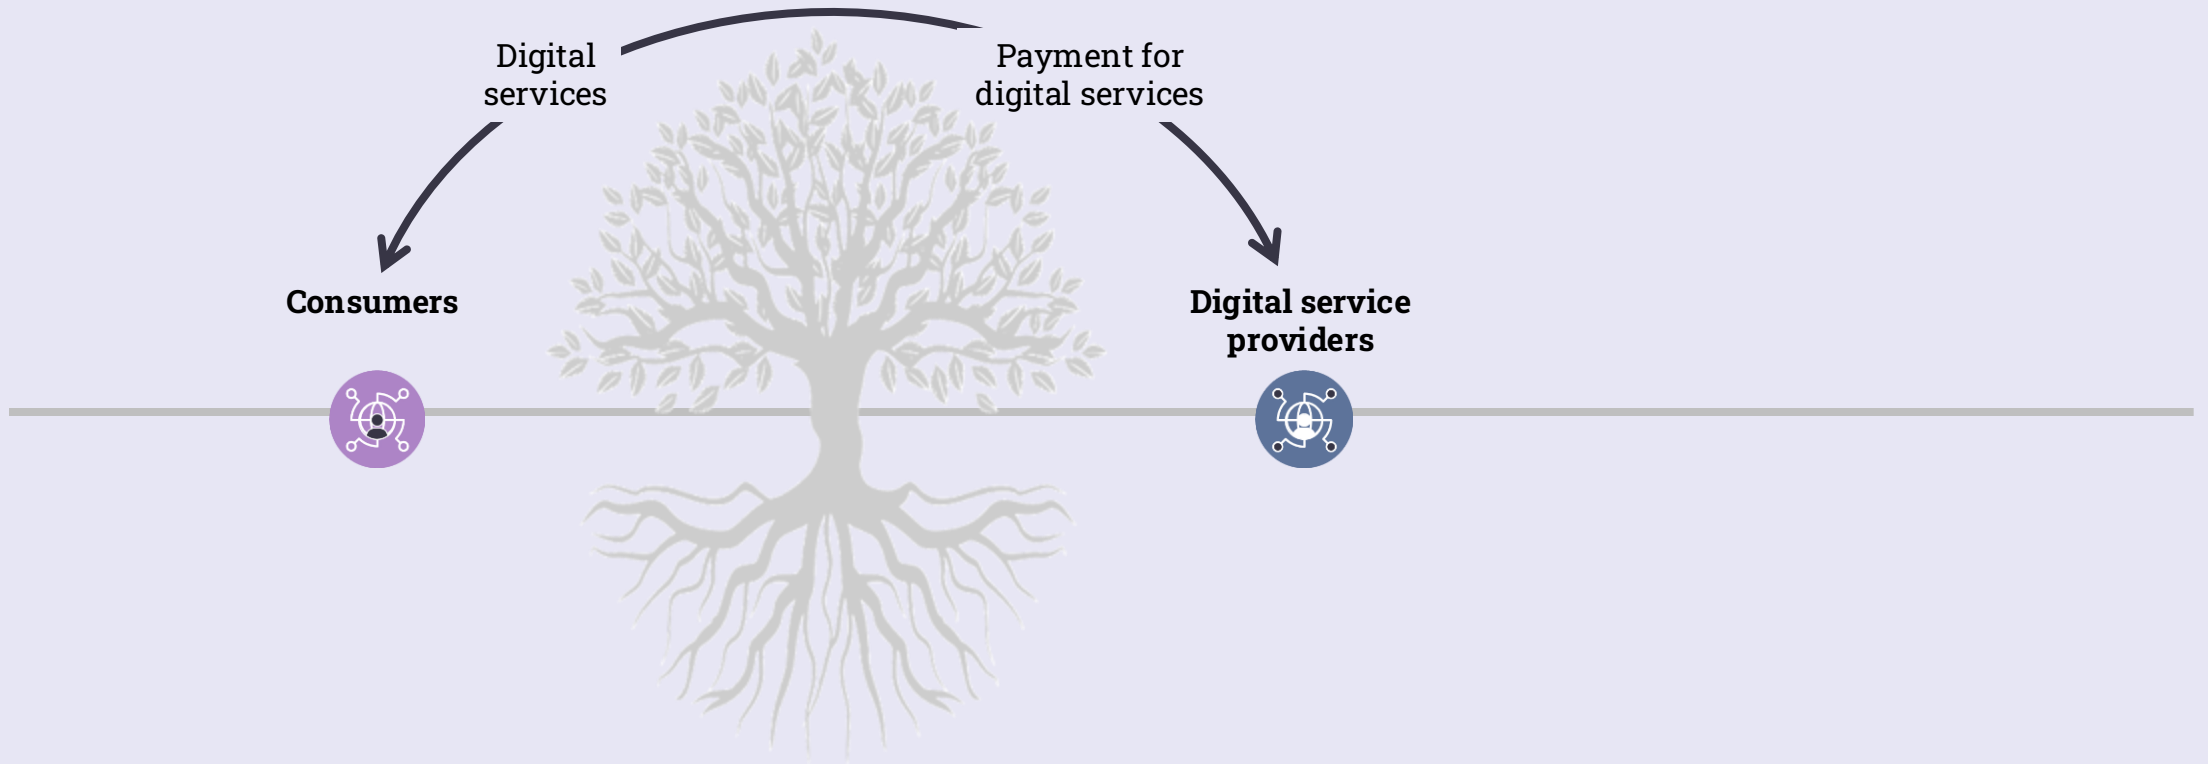 Digital
services
Payment for
digital services
Consumers
Digital service
providers